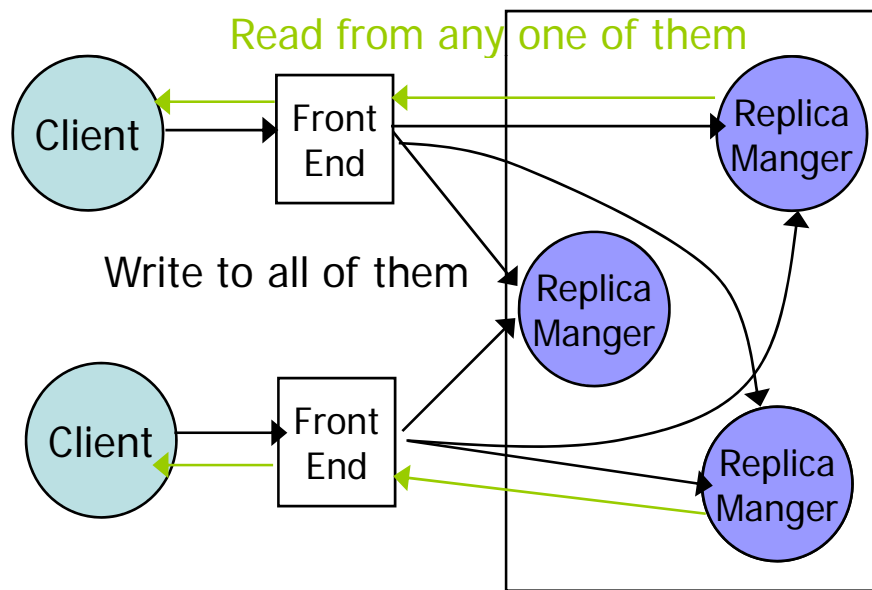 Read from any one of them
Client
Front
End
Replica
Manger
Write to all of them
Replica
Manger
Client
Front
End
Replica
Manger